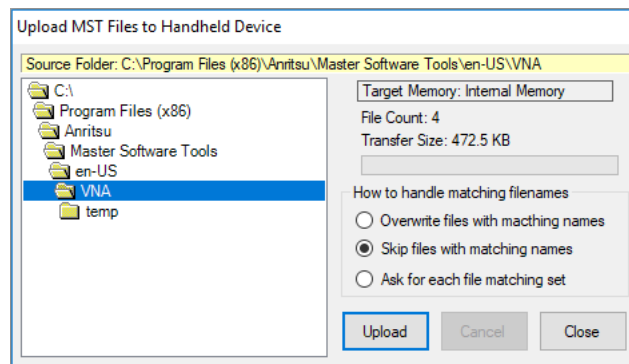 Upload MST Files to Handheld Device
Source Folder: C:\Program Files (x86)\Anritsu\Master Software Tools\en-US\VNA
C:\
Program Files (x86)
Anritsu
Master Software Tools
en-US
VNA
temp
Target Memory: Internal Memory
File Count: 4
Transfer Size: 472.5 KB
How to handle matching filenames
Overwrite files with macthing names
Skip files with matching names
Ask for each file matching set
Upload
Cancel
Close